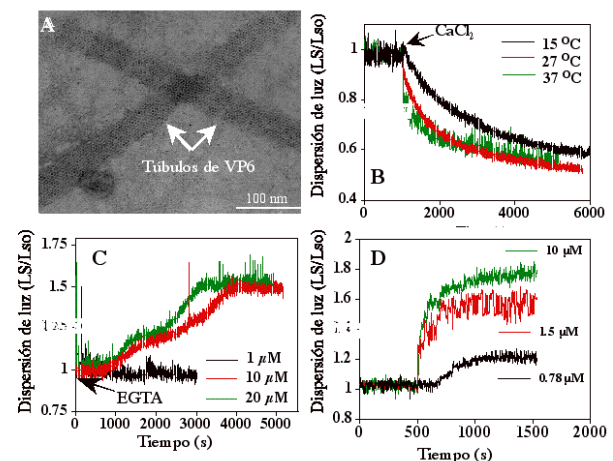 A
Túbulos de VP6
100 nm
Dispersión de luz (LS/Lso)
1
0.8
0.6
0.4
CaCl2
15 °C
27 °C
37 °C
B
0
2000
4000
6000
Dispersión de luz (LS/Lso)
1.75
1.5
1.25
1
0.75
C
EGTA
1 µM
10 µM
20 µM
0
1000
2000
3000
4000
5000
Tiempo (s)
Dispersión de luz (LS/Lso)
2
1.8
1.6
1.4
1.2
1.0
0.8
D
10 µM
1.5 µM
0.78 µM
0
500
1000
1500
2000
Tiempo (s)